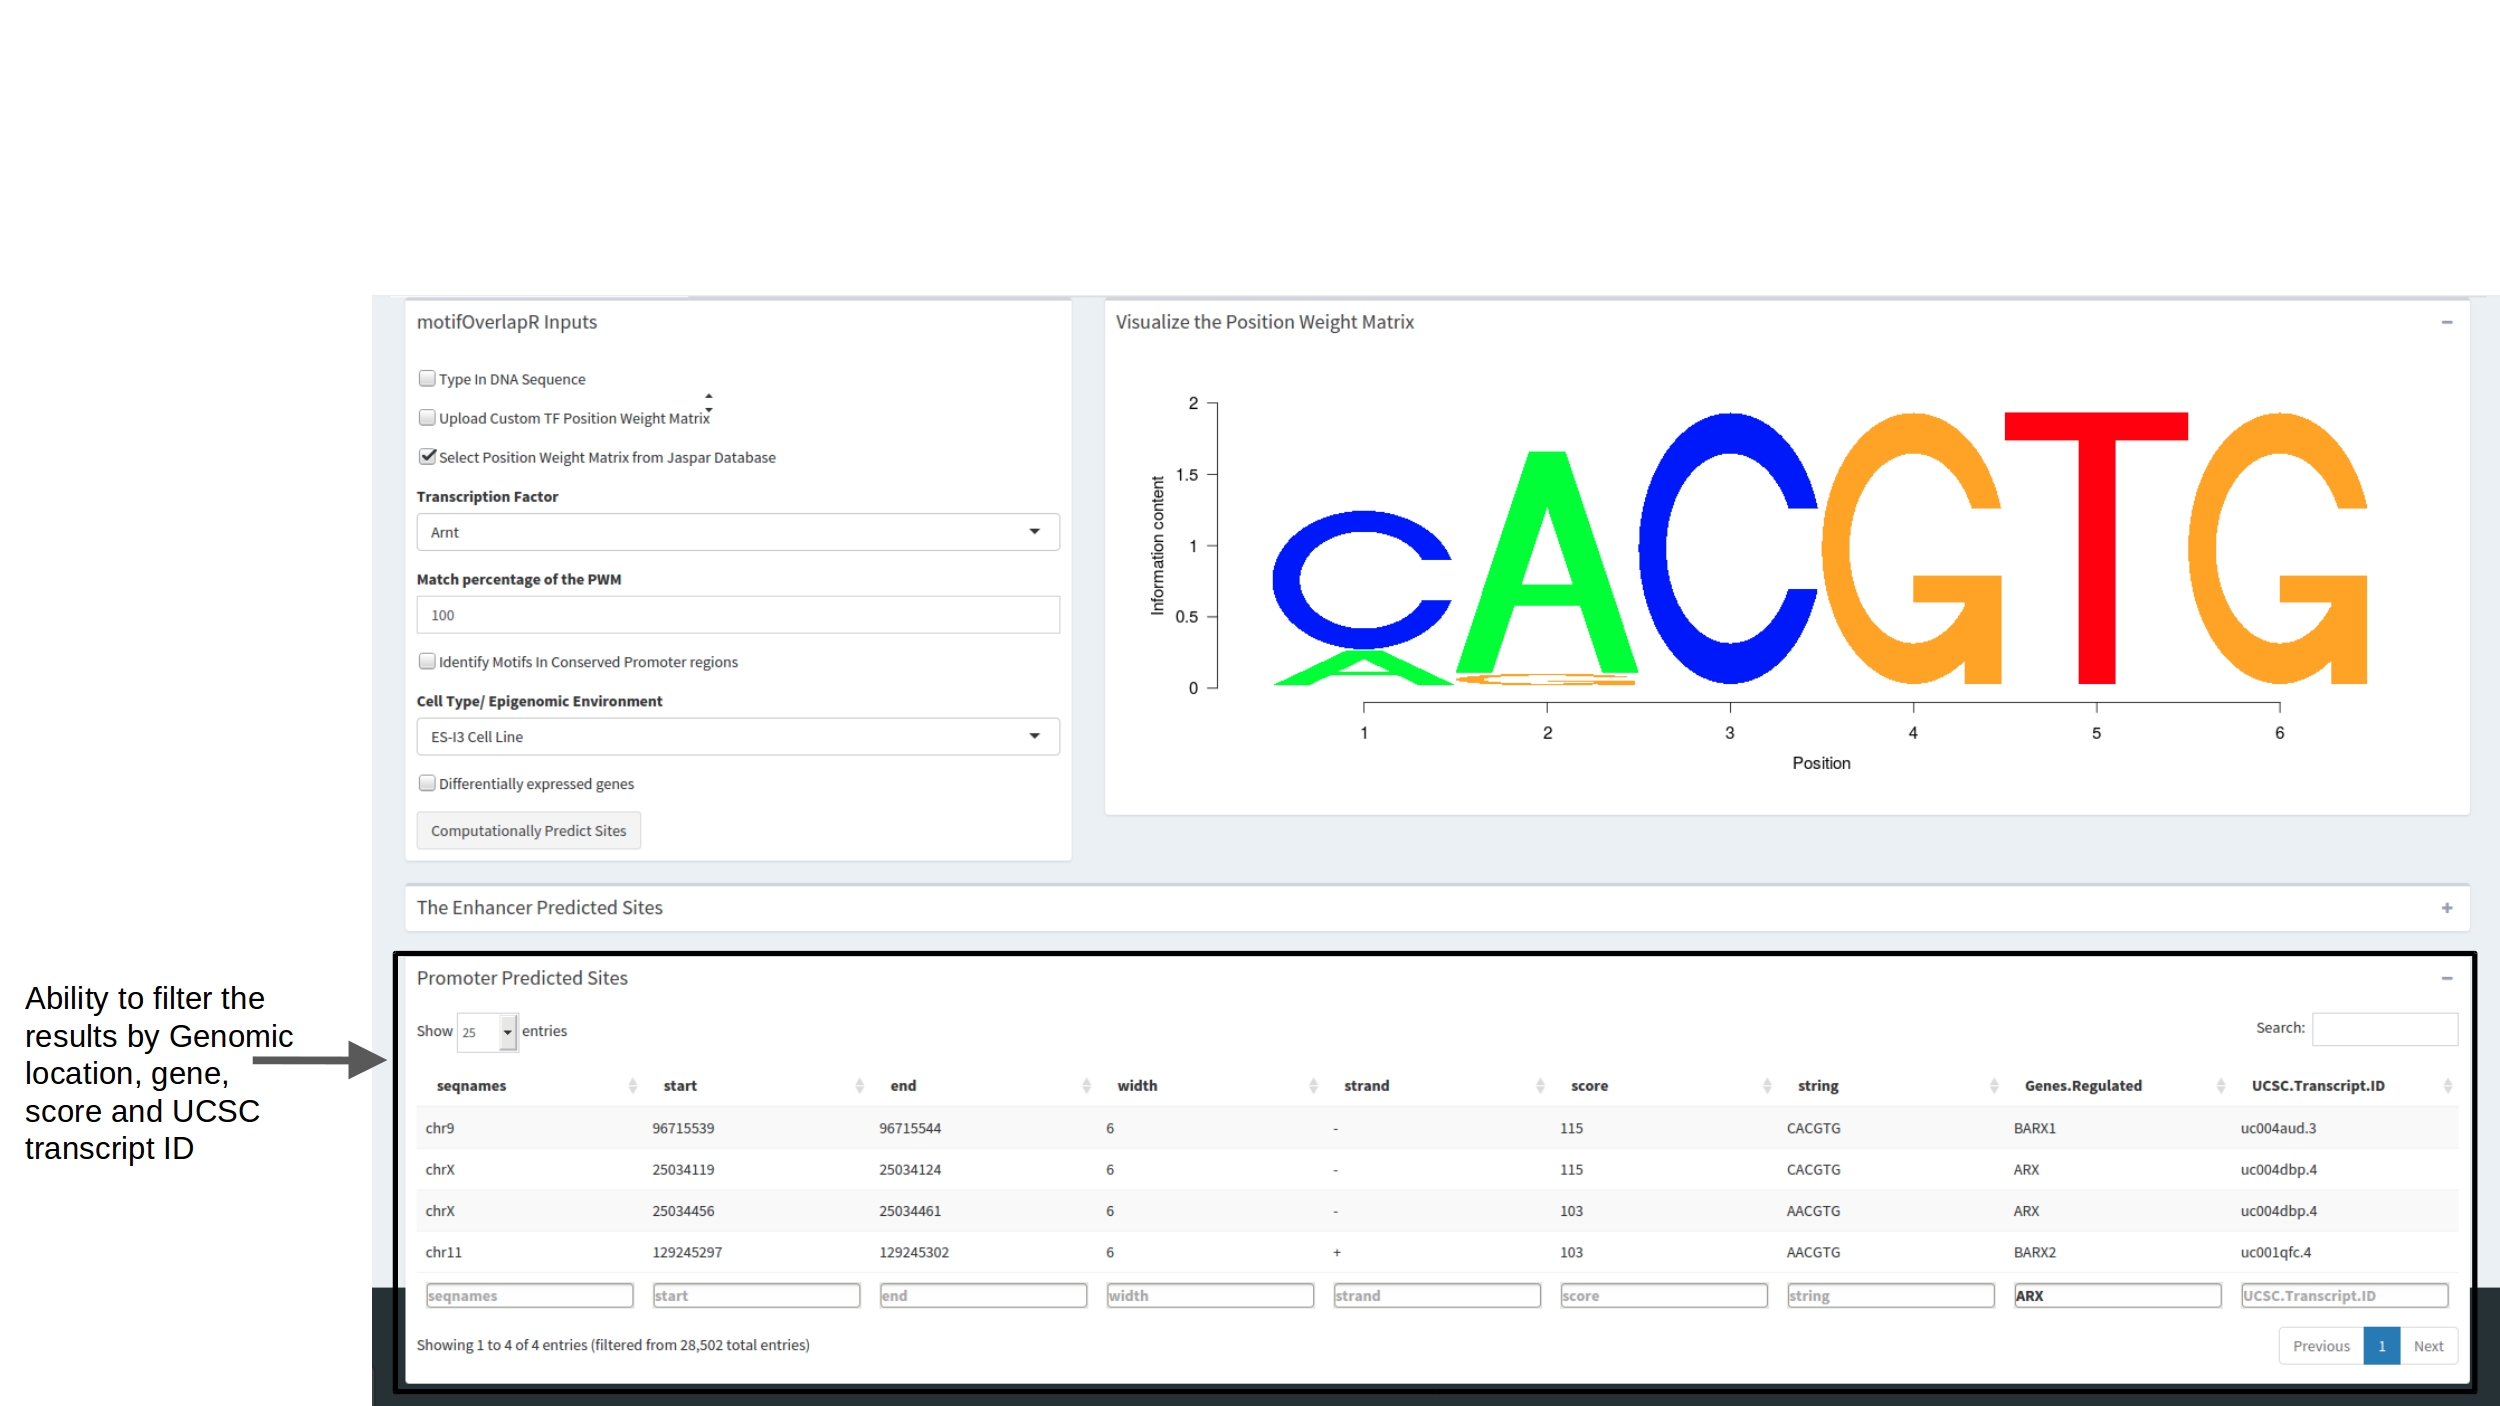 motifOverlapR Inputs
Type In DNA Sequence
Upload Custom TF Position Weight Matrix
Select Position Weight Matrix from Jaspar Database
Transcription Factor
Arnt
Match percentage of the PWM
100
Identify Motifs In Conserved Promoter regions
Cell Type/ Epigenomic Environment
ES-I3 Cell Line
Differentially expressed genes
Computationally Predict Sites
Visualize the Position Weight Matrix
−
Information content
2
1.5
1
0.5
0
C A C G T G
A G
1 2 3 4 5 6
Position
The Enhancer Predicted Sites +
Ability to filter the
results by Genomic
location, gene,
score and UCSC
transcript ID
Promoter Predicted Sites −
Show 25 entries Search:
seqnames start end width strand score string Genes.Regulated UCSC.Transcript.ID
chr9 96715539 96715544 6 - 115 CACGTG BARX1 uc004aud.3
chrX 25034119 25034124 6 - 115 CACGTG ARX uc004dbp.4
chrX 25034456 25034461 6 - 103 AACGTG ARX uc004dbp.4
chr11 129245297 129245302 6 + 103 AACGTG BARX2 uc001qfc.4
seqnames start end width strand score string ARX UCSC.Transcript.ID
Showing 1 to 4 of 4 entries (filtered from 28,502 total entries) Previous 1 Next